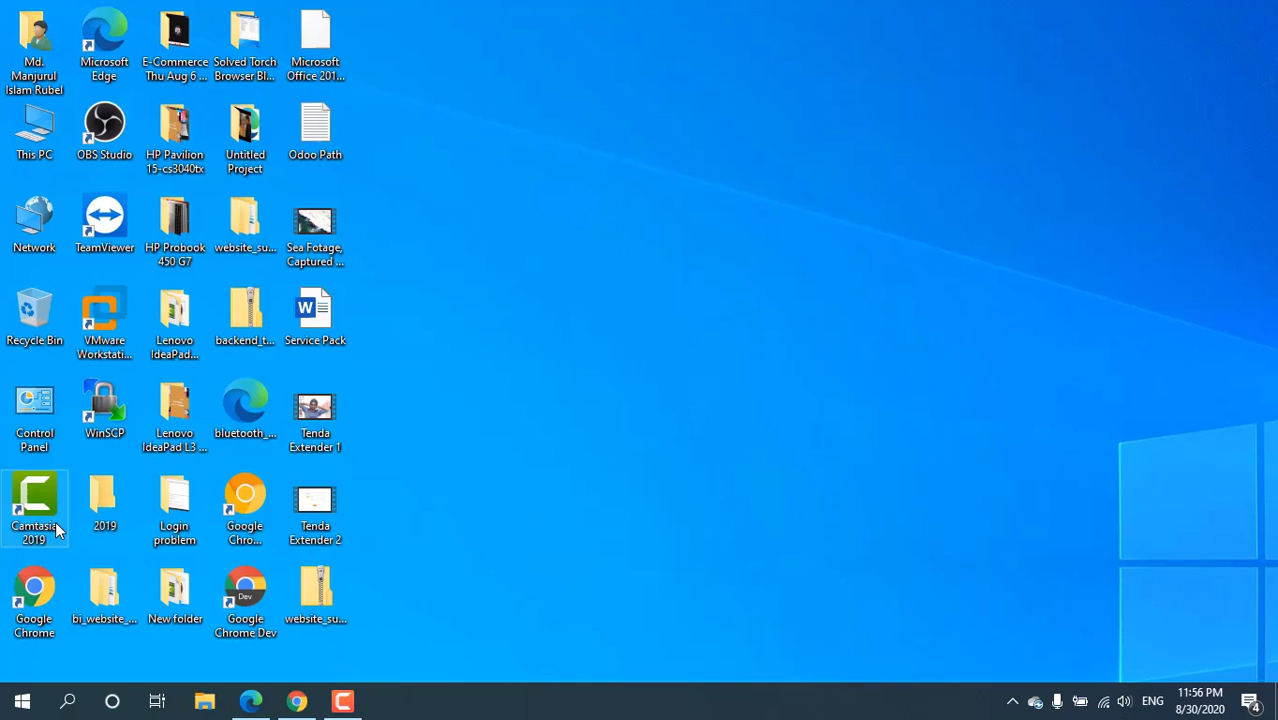 Md.
Manjurul
Islam Rubel
Microsoft
Edge
E-Commerce
Thu Aug 6 ...
Solved Torch
Browser Bl...
Microsoft
Office 201...
This PC
OBS Studio
HP Pavilion
15-cs3040tx
Untitled
Project
Odoo Path
Network
TeamViewer
HP Probook
450 G7
website_su...
Sea Fotage,
Captured ...
Recycle Bin
VMware
Workstati...
Lenovo
IdeaPad...
backend_t...
W
Service Pack
Control
Panel
WinSCP
Lenovo
IdeaPad L3 ...
bluetooth_...
Tenda
Extender 1
Camtasia
2019
2019
Login
problem
Google
Chro...
Tenda
Extender 2
Google
Chrome
bi_website_...
New folder
Dev
Google
Chrome Dev
website_su...
ENG
11:56 PM
8/30/2020
4